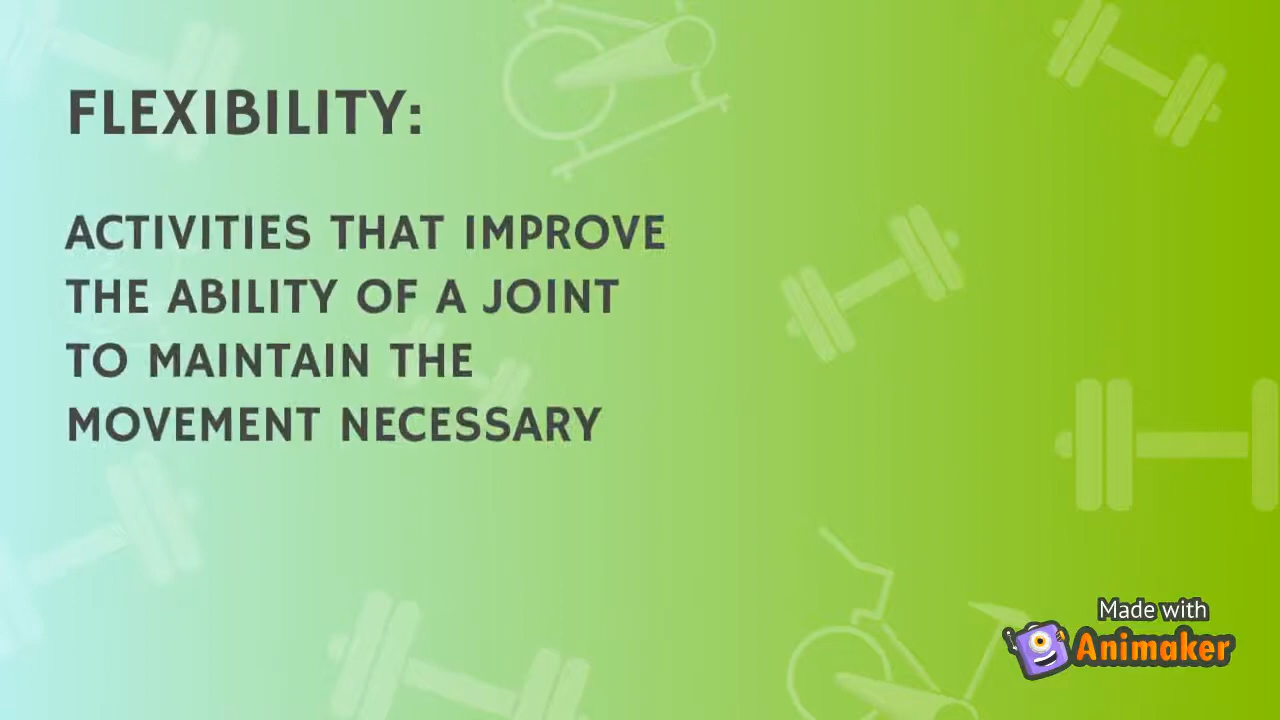 FLEXIBILITY:
ACTIVITIES THAT IMPROVE
THE ABILITY OF A JOINT
TO MAINTAIN THE
MOVEMENT NECESSARY
Made with
Animaker